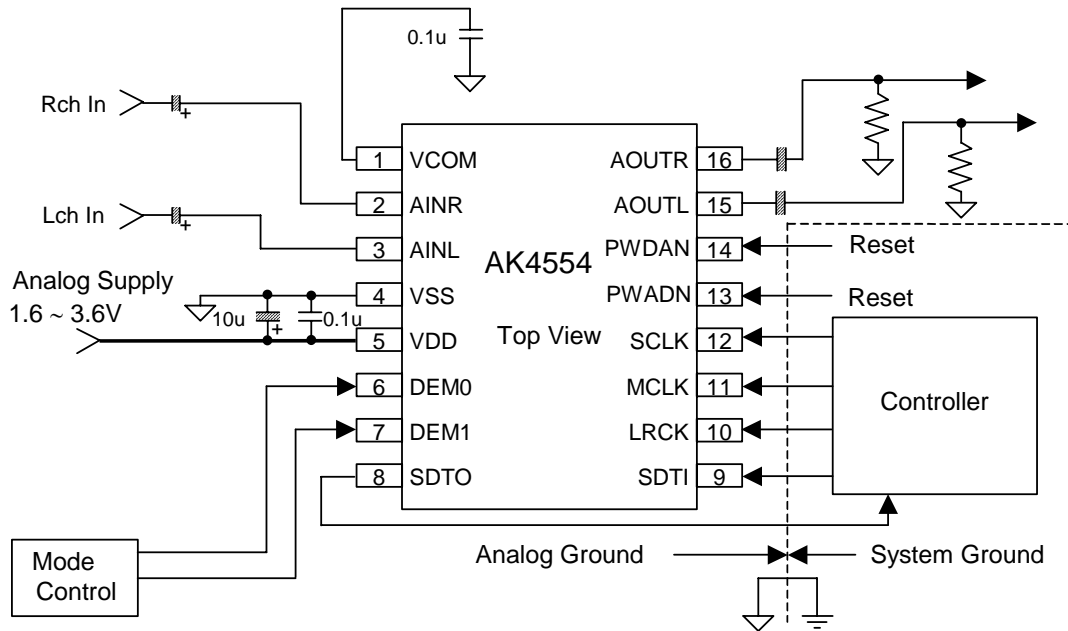 0.1u
Rch In
+
Lch In
+
Analog Supply
1.6 ~ 3.6V
10u
+
0.1u
1 VCOM
2 AINR
3 AINL
4 VSS
5 VDD
6 DEM0
7 DEM1
8 SDTO
AK4554
Top View
AOUTR 16
AOUTL 15
PWDAN 14
PWADN 13
SCLK 12
MCLK 11
LRCK 10
SDTI 9
Reset
Reset
Controller
Mode
Control
Analog Ground
System Ground